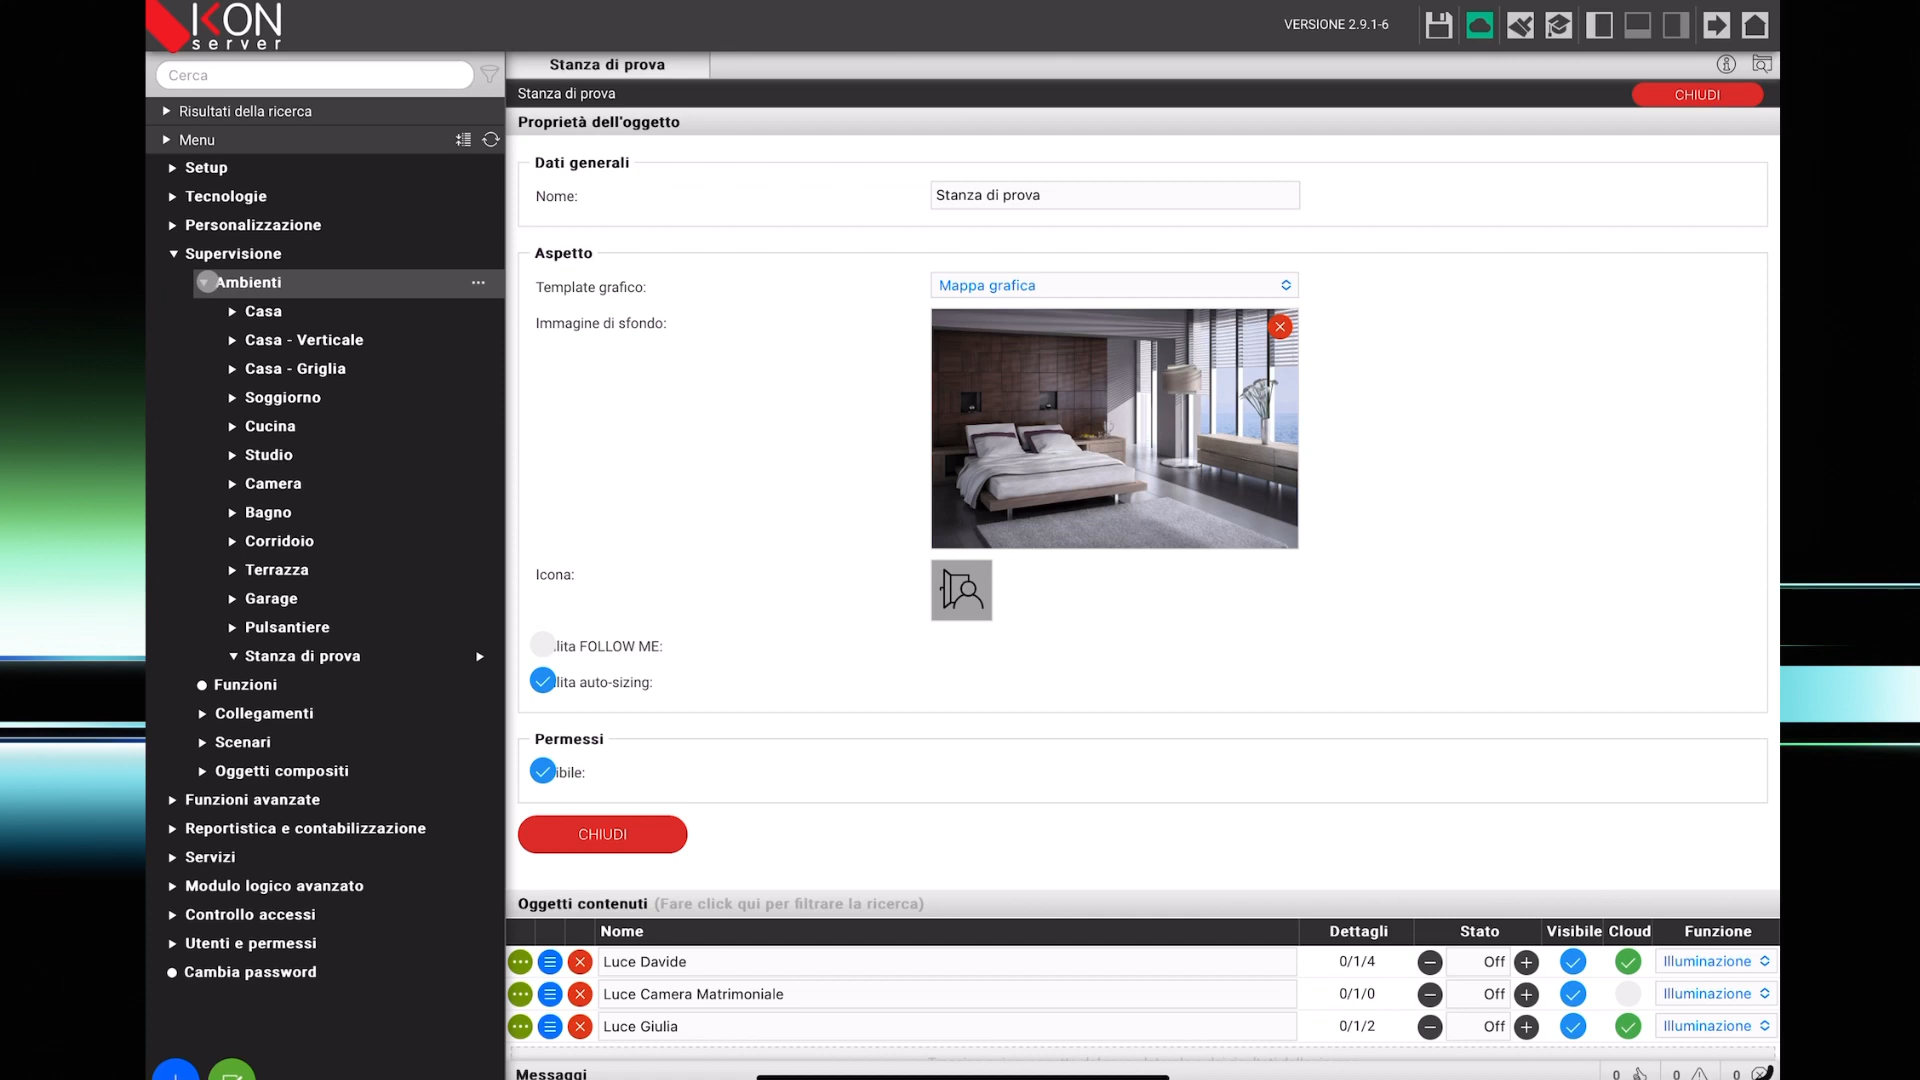 IKON
server
VERSIONE 2.9.1-6
Cerca
Stanza di prova
Risultati della ricerca
Stanza di prova
CHIUDI
Menu
Proprietà dell'oggetto
Setup
Tecnologie
Personalizzazione
Supervisione
Ambienti
Casa
Casa - Verticale
Casa - Griglia
Soggiorno
Cucina
Studio
Camera
Bagno
Corridoio
Terrazza
Garage
Pulsantiere
Stanza di prova
Funzioni
Collegamenti
Scenari
Oggetti compositi
Funzioni avanzate
Reportistica e contabilizzazione
Servizi
Modulo logico avanzato
Controllo accessi
Utenti e permessi
Cambia password
Dati generali
Nome: Stanza di prova
Aspetto
Template grafico: Mappa grafica
Immagine di sfondo:
Icona:
lita FOLLOW ME:
lita auto-sizing:
Permessi
ibile:
CHIUDI
Oggetti contenuti (Fare click qui per filtrare la ricerca)
Nome Dettagli Stato Visibile Cloud Funzione
Luce Davide 0/1/4 Off Illuminazione
Luce Camera Matrimoniale 0/1/0 Off Illuminazione
Luce Giulia 0/1/2 Off Illuminazione
Messaggi 0 0 0